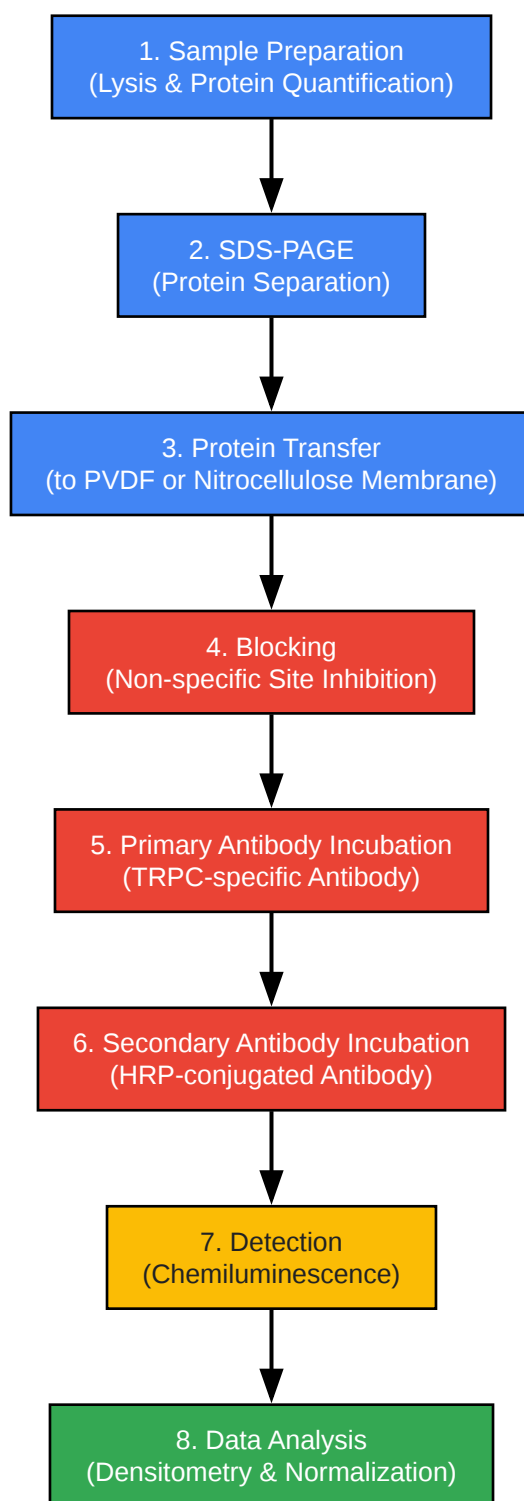 1. Sample Preparation
(Lysis & Protein Quantification)
2. SDS-PAGE
(Protein Separation)
3. Protein Transfer
(to PVDF or Nitrocellulose Membrane)
4. Blocking
(Non-specific Site Inhibition)
5. Primary Antibody Incubation
(TRPC-specific Antibody)
6. Secondary Antibody Incubation
(HRP-conjugated Antibody)
7. Detection
(Chemiluminescence)
8. Data Analysis
(Densitometry & Normalization)